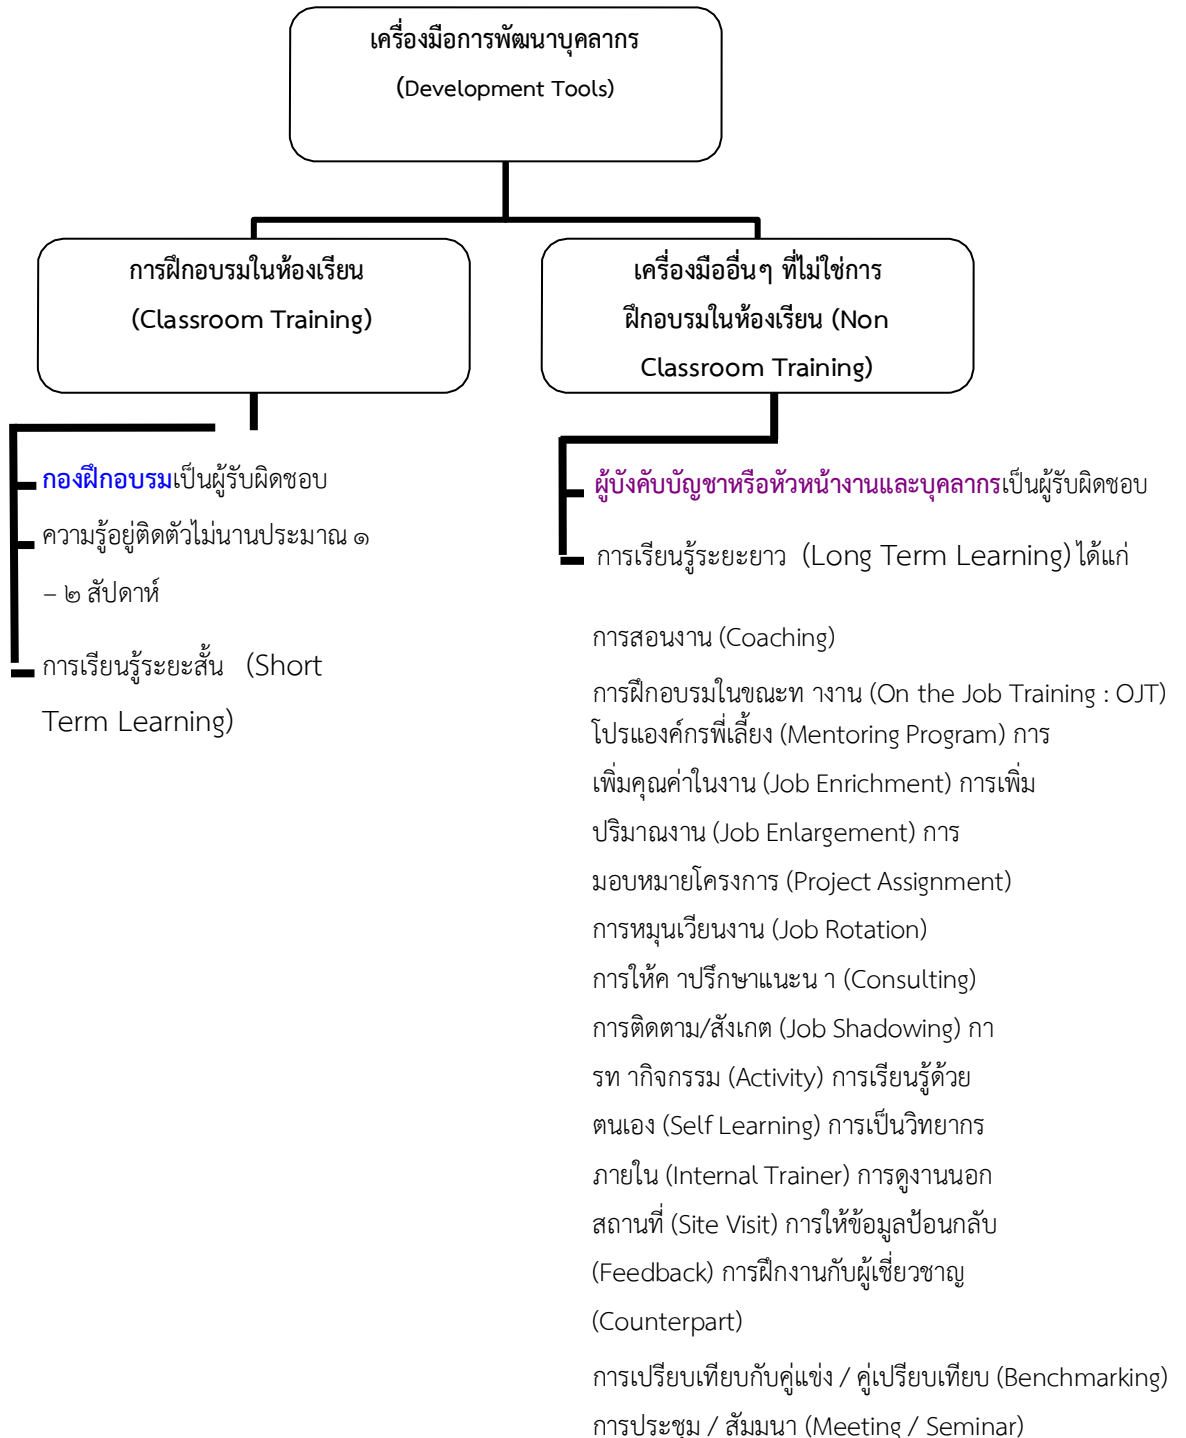 เครื่องมือการพัฒนาบุคลากร
(Development Tools)
การฝึกอบรมในห้องเรียน
(Classroom Training)
เครื่องมืออื่นๆ ที่ไม่ใช่การ
ฝึกอบรมในห้องเรียน (Non
Classroom Training)
กองฝึกอบรมเป็นผู้รับผิดชอบ
ความรู้อยู่ติดตัวไม่นานประมาณ ๑
– ๒ สัปดาห์
การเรียนรู้ระยะสั้น (Short
Term Learning)
ผู้บังคับบัญชาหรือหัวหน้างานและบุคลากรเป็นผู้รับผิดชอบ
การเรียนรู้ระยะยาว (Long Term Learning) ได้แก่
การสอนงาน (Coaching)
การฝึกอบรมในขณะท างาน (On the Job Training : OJT)
โปรแองค์กรพี่เลี้ยง (Mentoring Program) การ
เพิ่มคุณค่าในงาน (Job Enrichment) การเพิ่ม
ปริมาณงาน (Job Enlargement) การ
มอบหมายโครงการ (Project Assignment)
การหมุนเวียนงาน (Job Rotation)
การให้ค าปรึกษาแนะน า (Consulting)
การติดตาม/สังเกต (Job Shadowing) กา
รท ากิจกรรม (Activity) การเรียนรู้ด้วย
ตนเอง (Self Learning) การเป็นวิทยากร
ภายใน (Internal Trainer) การดูงานนอก
สถานที่ (Site Visit) การให้ข้อมูลป้อนกลับ
(Feedback) การฝึกงานกับผู้เชี่ยวชาญ
(Counterpart)
การเปรียบเทียบกับคู่แข่ง / คู่เปรียบเทียบ (Benchmarking)
การประชุม / สัมมนา (Meeting / Seminar)